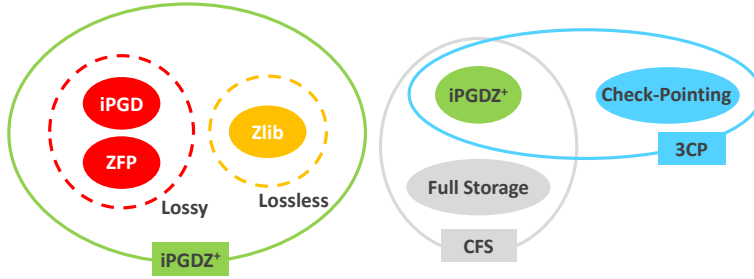 iPGD
ZFP
Zlib
Lossy
Lossless
iPGDZ⁺
iPGDZ⁺
Check-Pointing
3CP
Full Storage
CFS